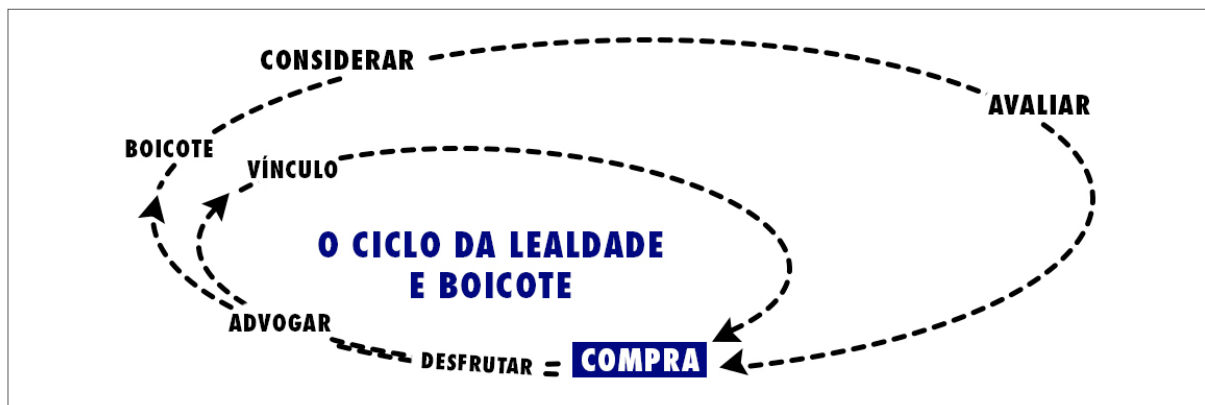 CONSIDERAR
AVALIAR
BOICOTE
VÍNCULO
O CICLO DA LEALDADE
E BOICOTE
ADVOGAR
DESFRUTAR
COMPRA